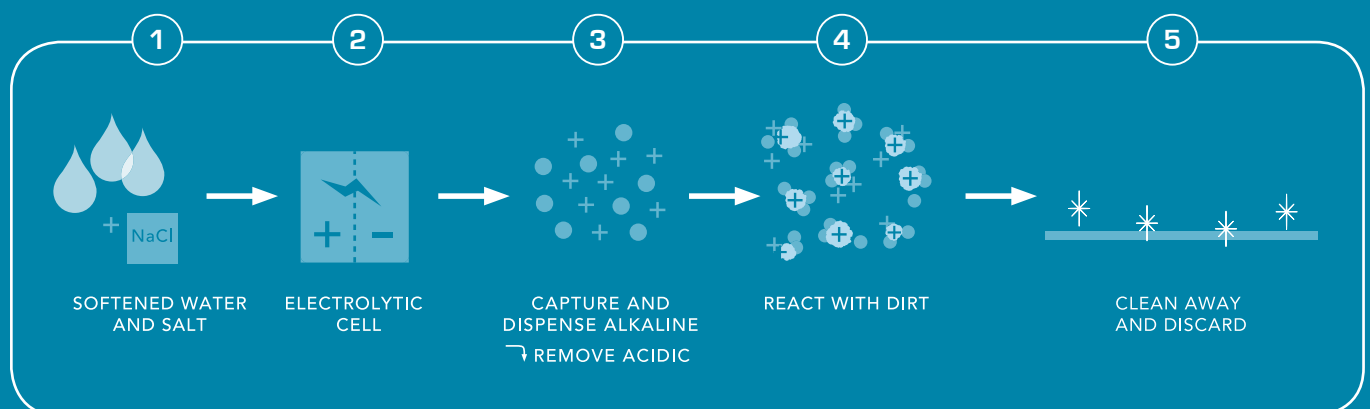 1
2
3
4
5
+
NaCl
+ -
SOFTENED WATER
AND SALT
ELECTROLYTIC
CELL
CAPTURE AND
DISPENSE ALKALINE
REMOVE ACIDIC
REACT WITH DIRT
CLEAN AWAY
AND DISCARD